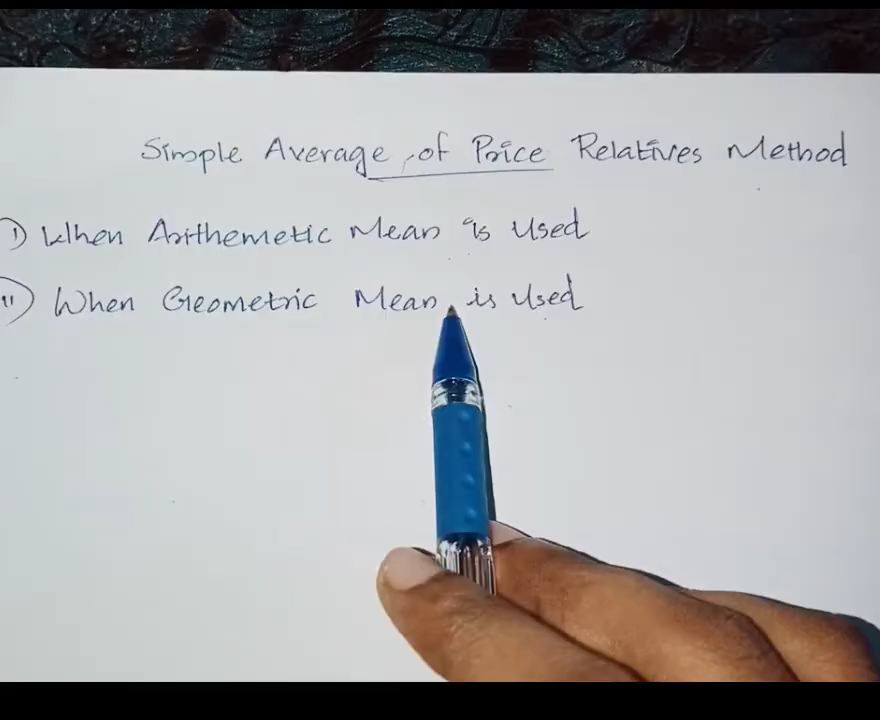 Simple Average of Price Relatives Method
I) When Arithemetic Mean is Used
II) When Geometric Mean is Used